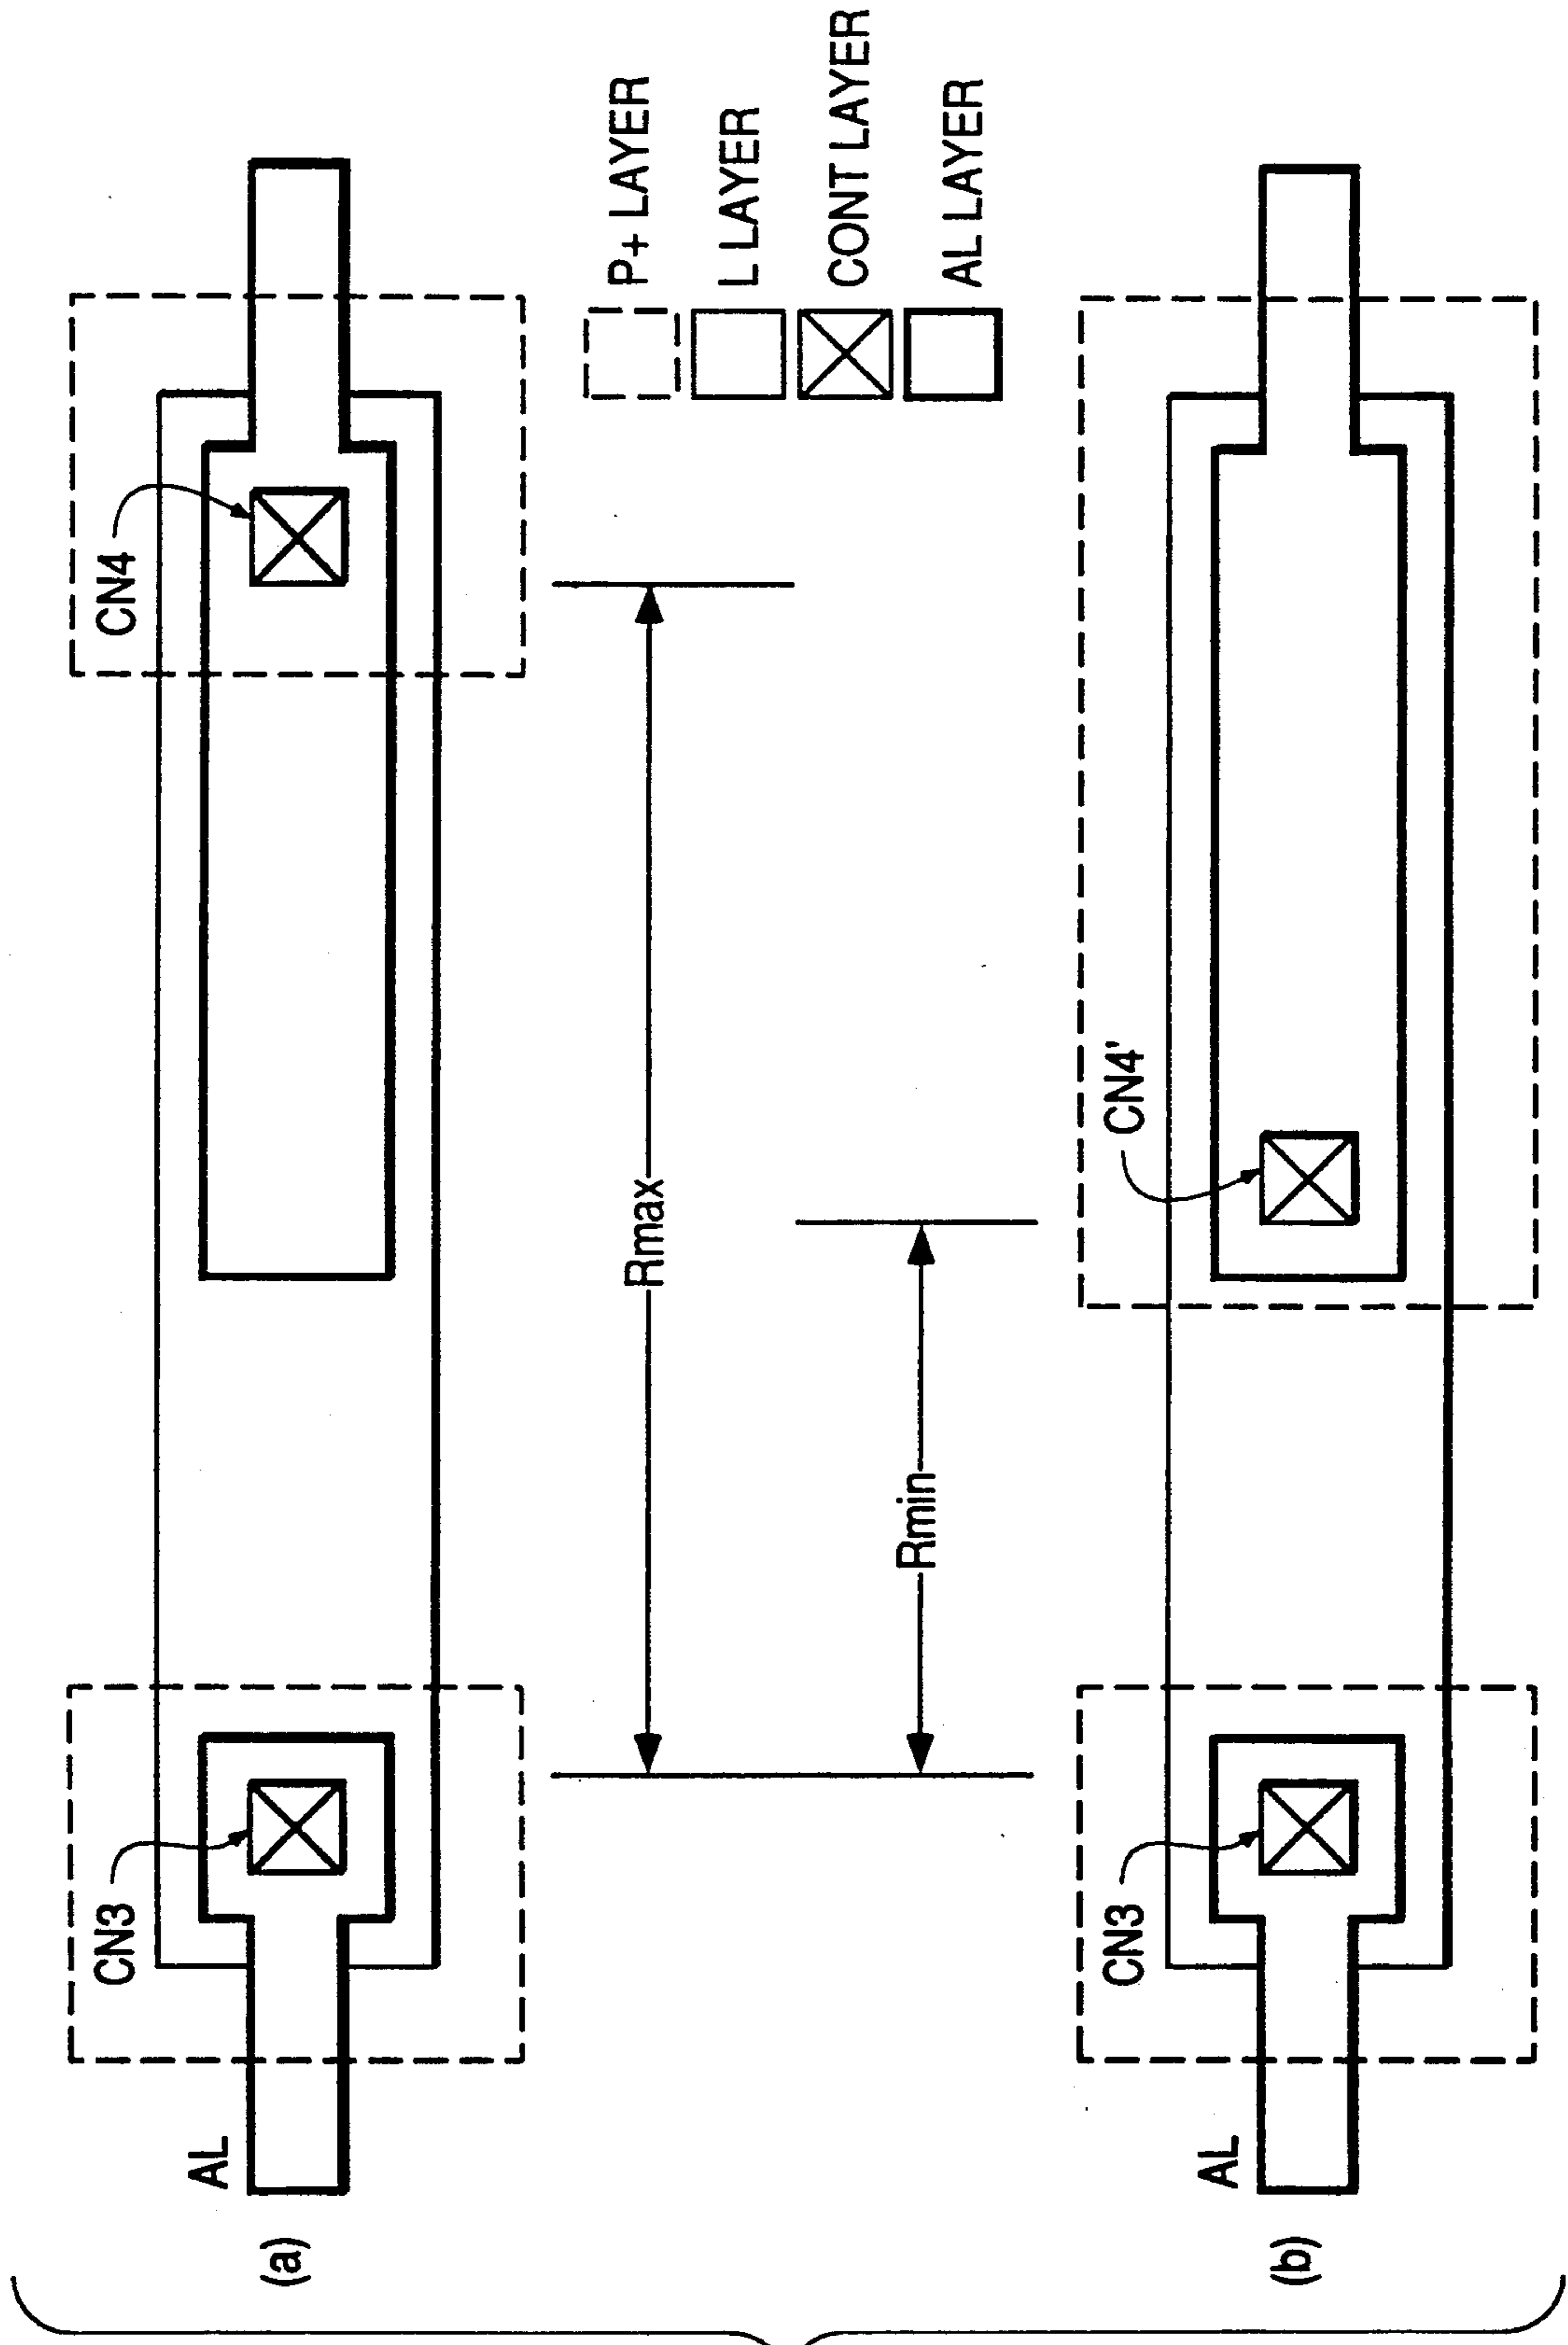 (a)
AL
CN3
CN4
Rmax
Rmin
P+ LAYER
L LAYER
CONT LAYER
AL LAYER
(b)
AL
CN3
CN4'